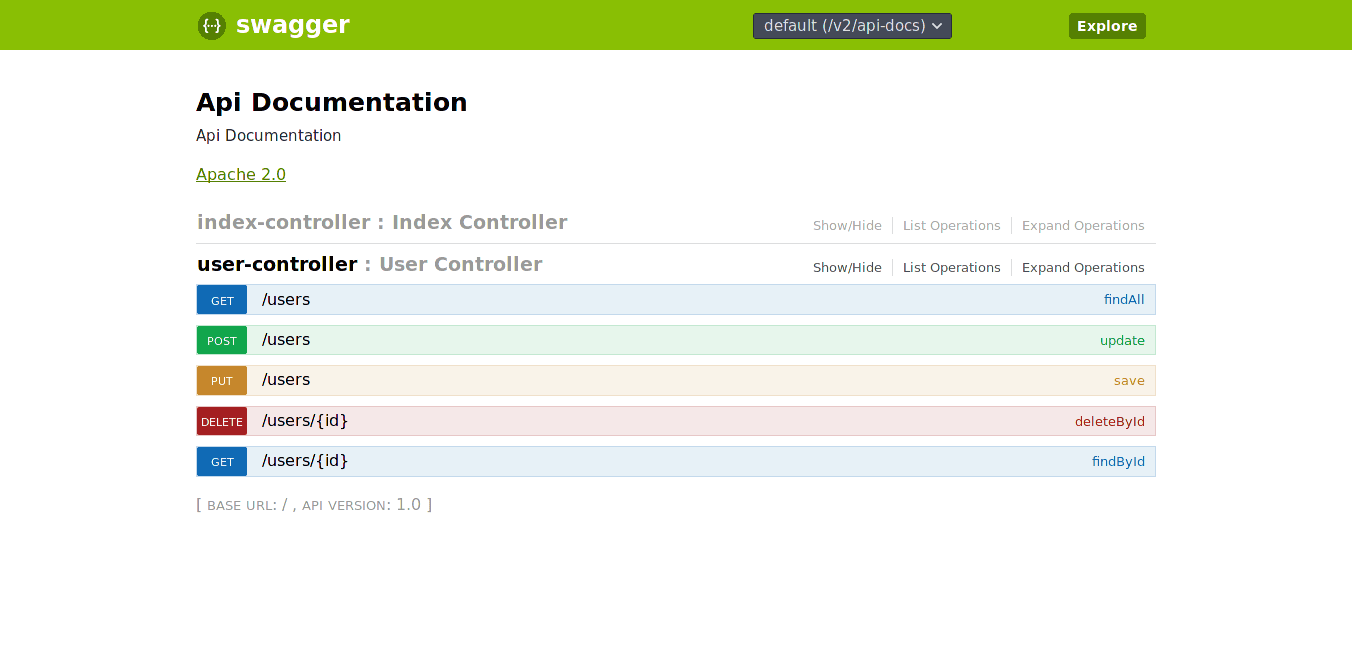 swagger default (/v2/api-docs) Explore
Api Documentation
Api Documentation
Apache 2.0
index-controller : Index Controller Show/Hide List Operations Expand Operations
user-controller : User Controller Show/Hide List Operations Expand Operations
GET /users findAll
POST /users update
PUT /users save
DELETE /users/{id} deleteById
GET /users/{id} findById
[ BASE URL: / , API VERSION: 1.0 ]